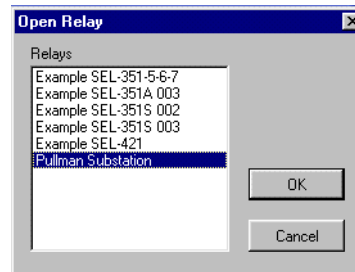 Open Relay
Relays
Example SEL-351-5-6-7
Example SEL-351A 003
Example SEL-351S 002
Example SEL-351S 003
Example SEL-421
Pullman Substation
OK
Cancel